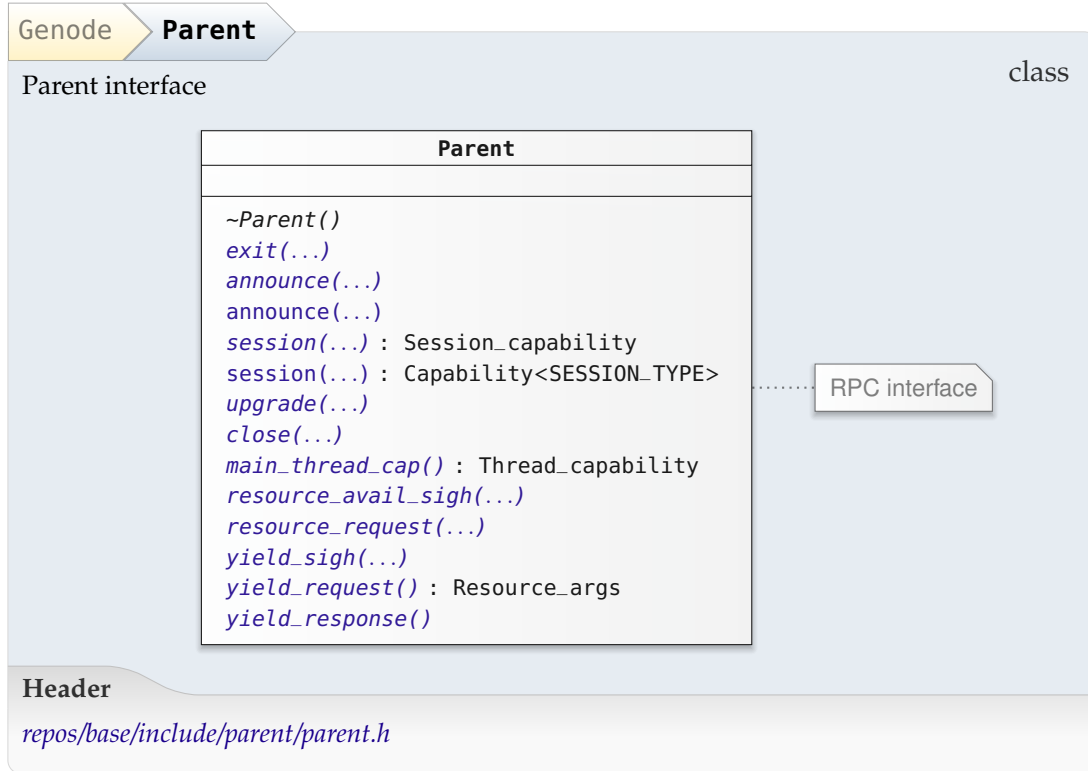 Genode Parent
class
Parent interface
Parent
~Parent()
exit(...)
announce(...)
announce(...)
session(...) : Session_capability
session(...) : Capability<SESSION_TYPE>
upgrade(...)
close(...)
main_thread_cap() : Thread_capability
resource_avail_sigh(...)
resource_request(...)
yield_sigh(...)
yield_request() : Resource_args
yield_response()
RPC interface
Header
repos/base/include/parent/parent.h